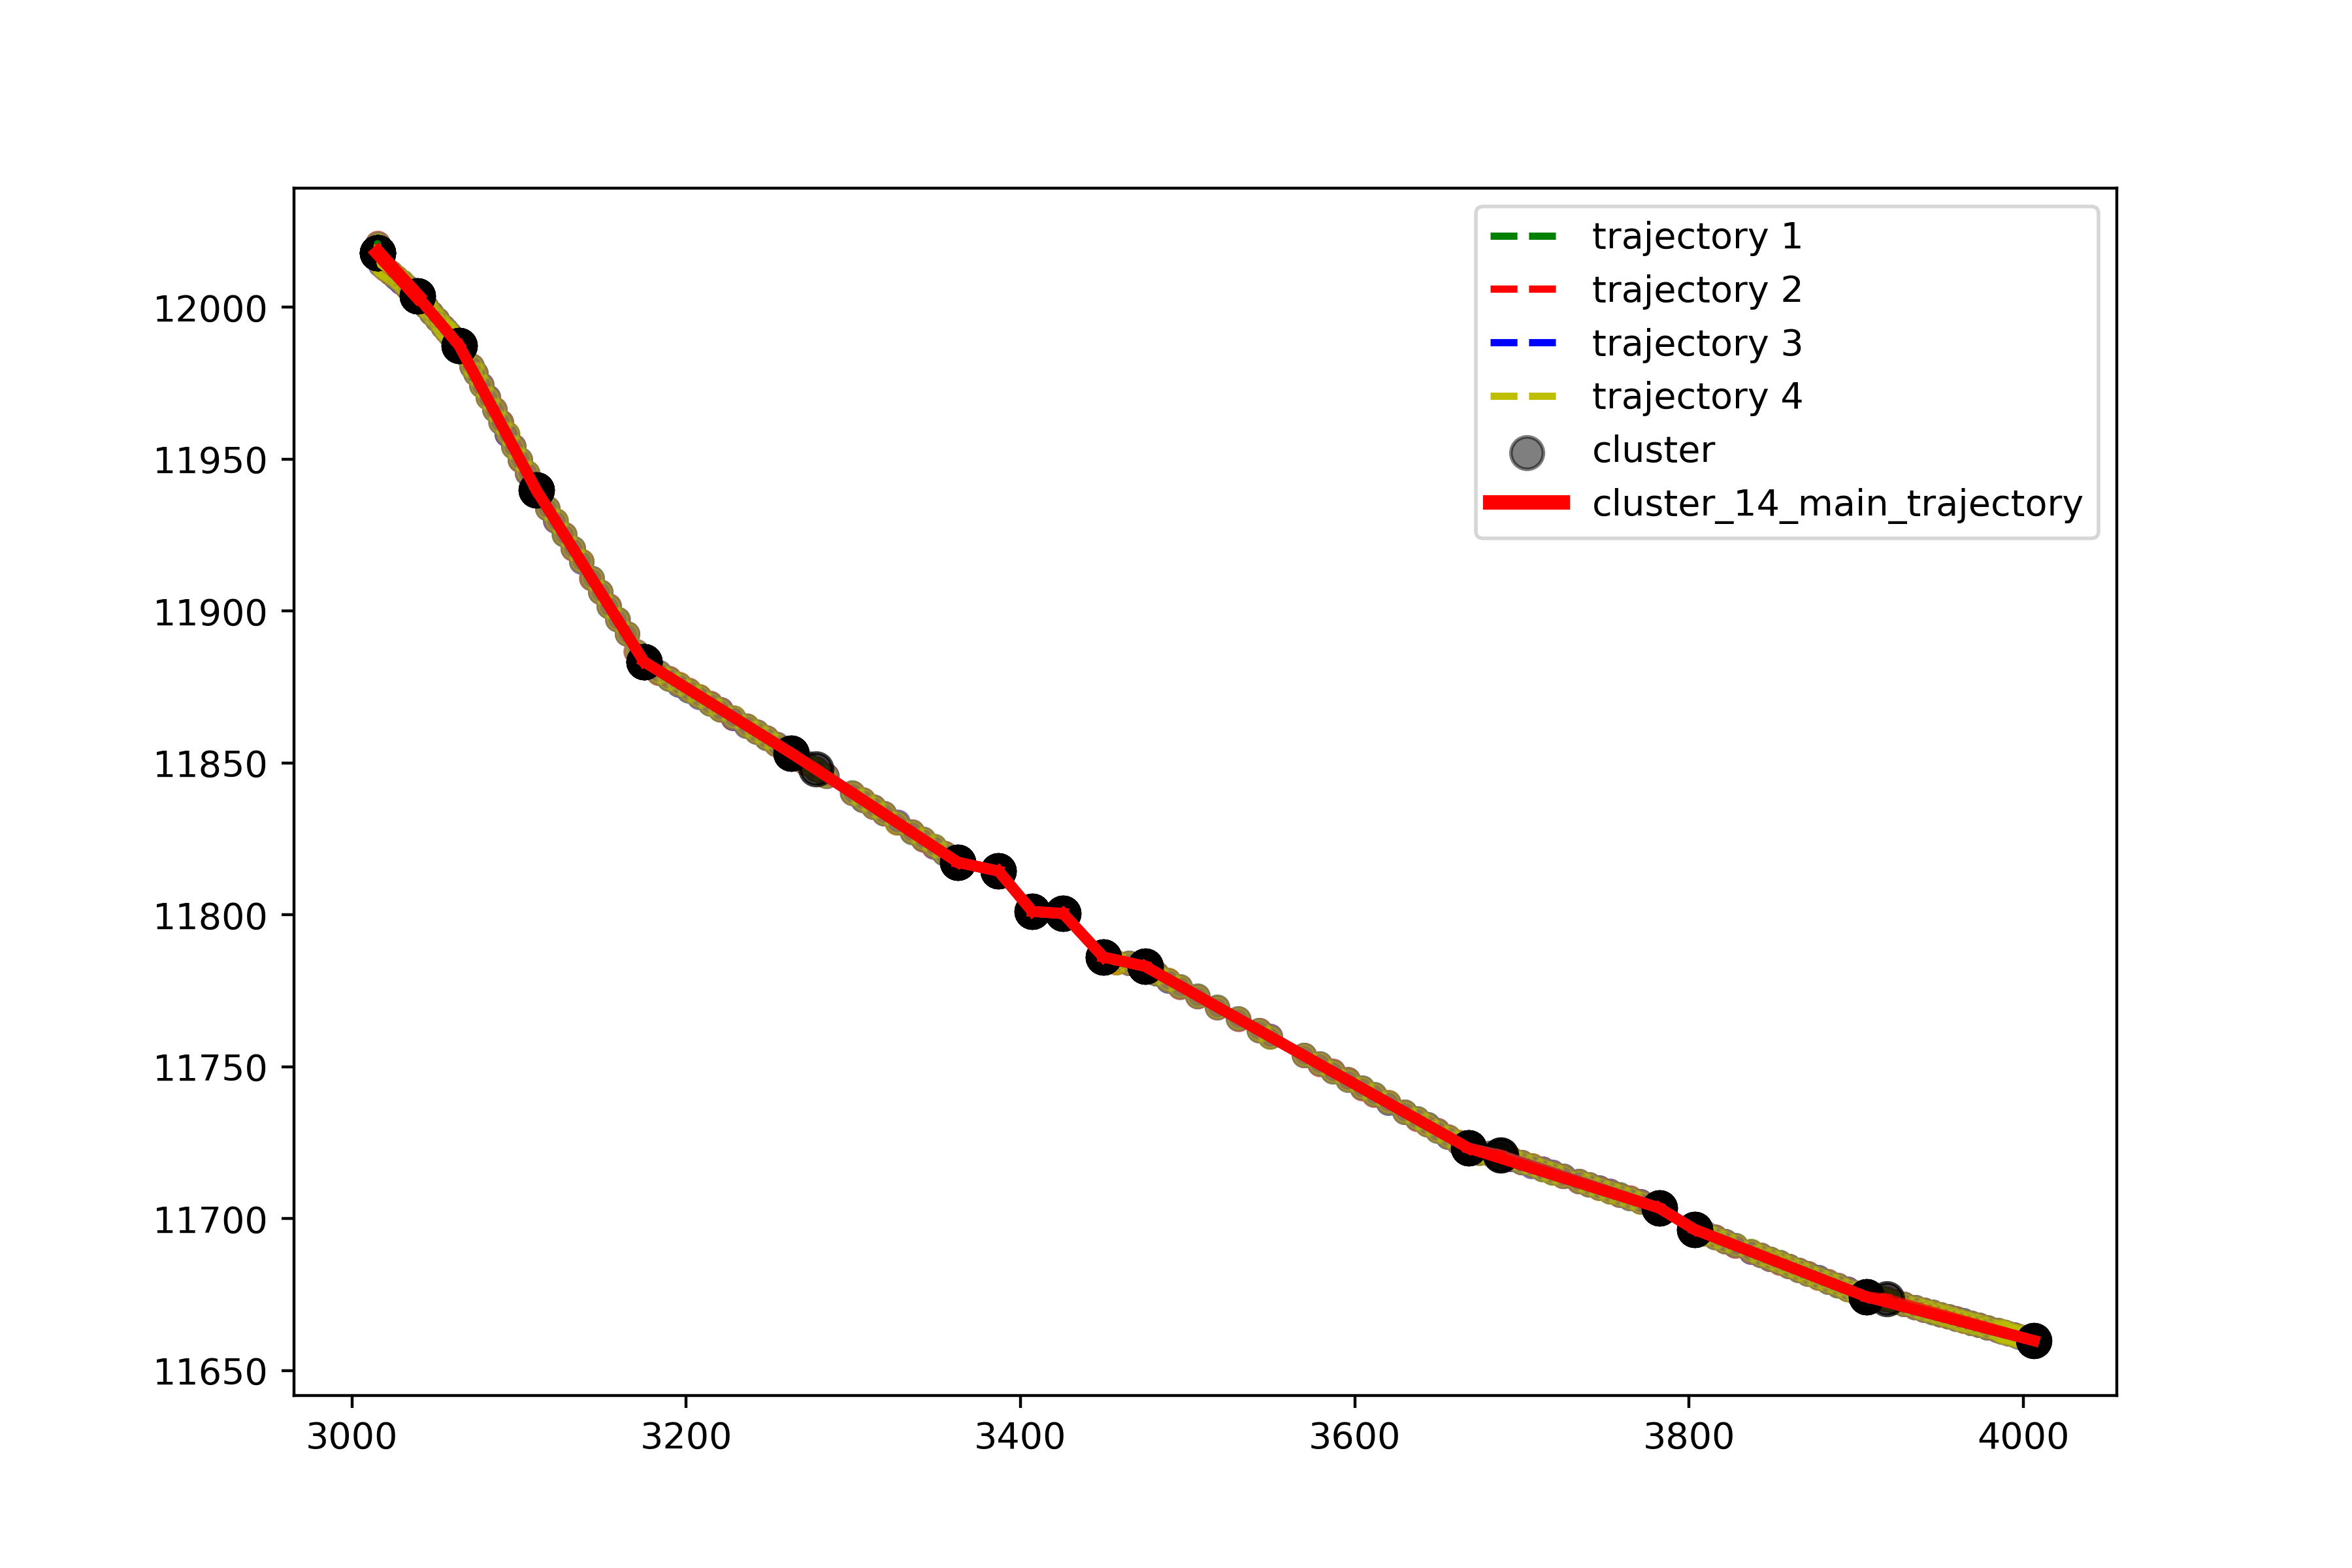 trajectory 1
trajectory 2
trajectory 3
trajectory 4
cluster
cluster_14_main_trajectory
12000
11950
11900
11850
11800
11750
11700
11650
3000 3200 3400 3600 3800 4000